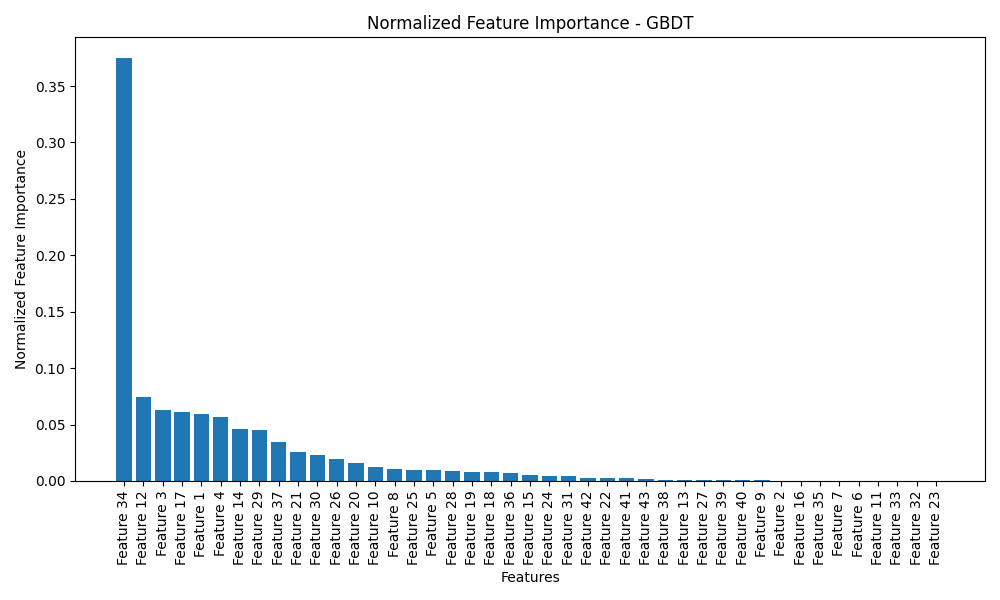 Normalized Feature Importance - GBDT
Normalized Feature Importance
0.35
0.30
0.25
0.20
0.15
0.10
0.05
0.00
Feature 34
Feature 12
Feature 3
Feature 17
Feature 1
Feature 4
Feature 14
Feature 29
Feature 37
Feature 21
Feature 30
Feature 26
Feature 20
Feature 10
Feature 8
Feature 25
Feature 5
Feature 28
Feature 19
Feature 18
Feature 36
Feature 15
Feature 24
Feature 31
Feature 42
Feature 22
Feature 41
Feature 43
Feature 38
Feature 13
Feature 27
Feature 39
Feature 40
Feature 9
Feature 2
Feature 16
Feature 35
Feature 7
Feature 6
Feature 11
Feature 33
Feature 32
Feature 23
Features